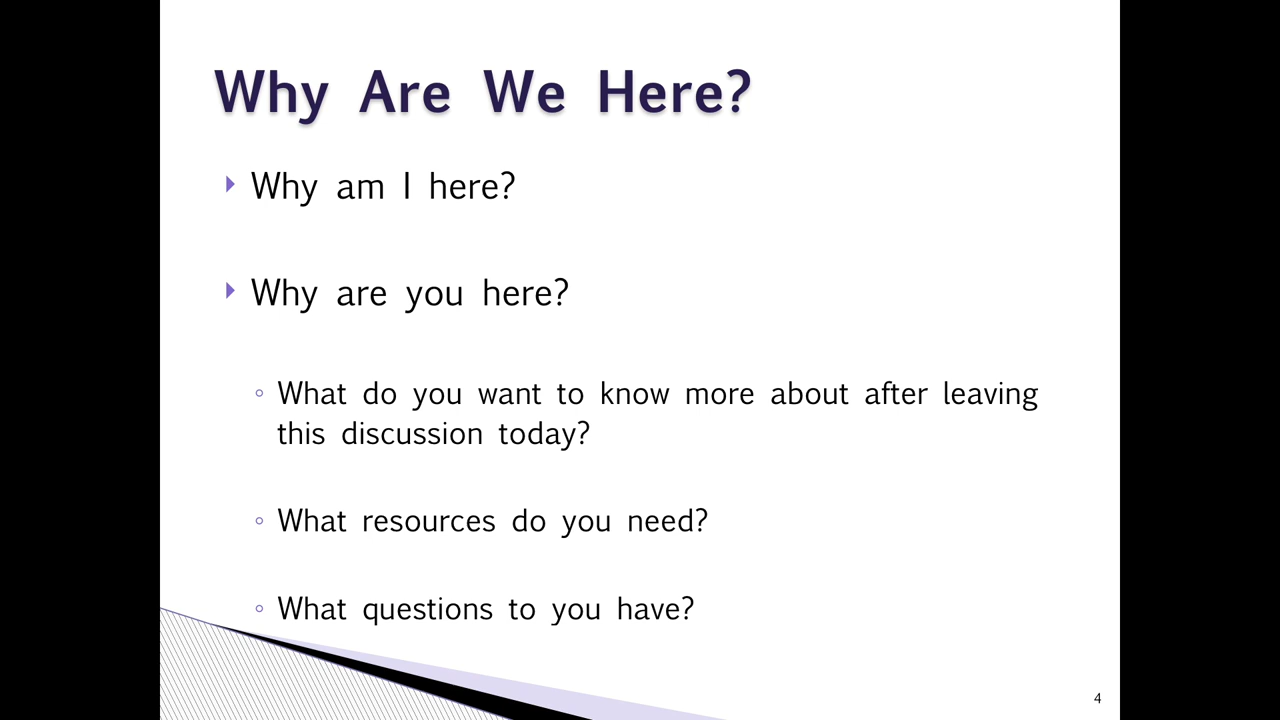 Why Are We Here?
Why am I here?
Why are you here?
What do you want to know more about after leaving
this discussion today?
What resources do you need?
What questions to you have?
4